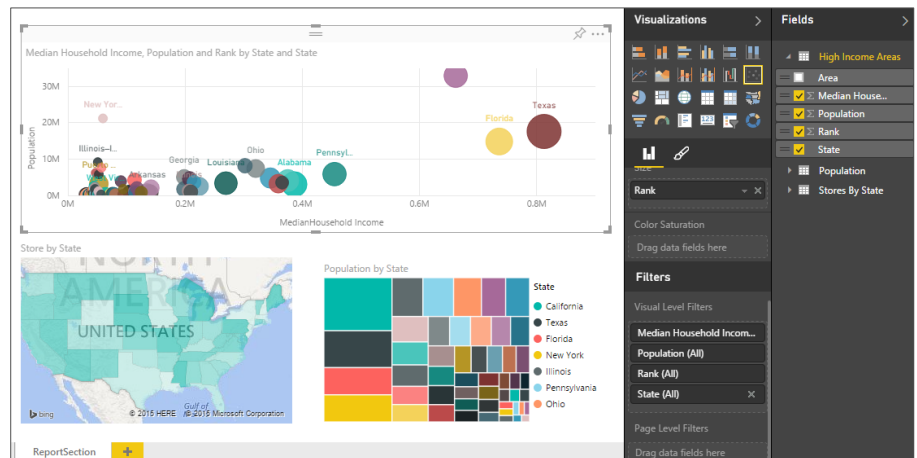 Visualizations
Fields
Median Household Income, Population and Rank by State and State
30M
20M
10M
0M
Population
New Yor...
Texas
Florida
Illinois
Ohio
Georgia
Louisiana
Alabama
Pennsyl...
Arkansas
0M
0.2M
0.4M
0.6M
0.8M
MedianHousehold Income
Store by State
NORTH
AMERICA
UNITED STATES
Gulf of
bing
© 2015 HERE
© 2015 Microsoft Corporation
Population by State
State
California
Texas
Florida
New York
Illinois
Pennsylvania
Ohio
ReportSection
+
123
Size
Rank
Color Saturation
Drag data fields here
Filters
Visual Level Filters
Median Household Incom...
Population (All)
Rank (All)
State (All)
Page Level Filters
Drag data fields here
High Income Areas
Area
Σ Median House...
Σ Population
Σ Rank
State
Population
Stores By State